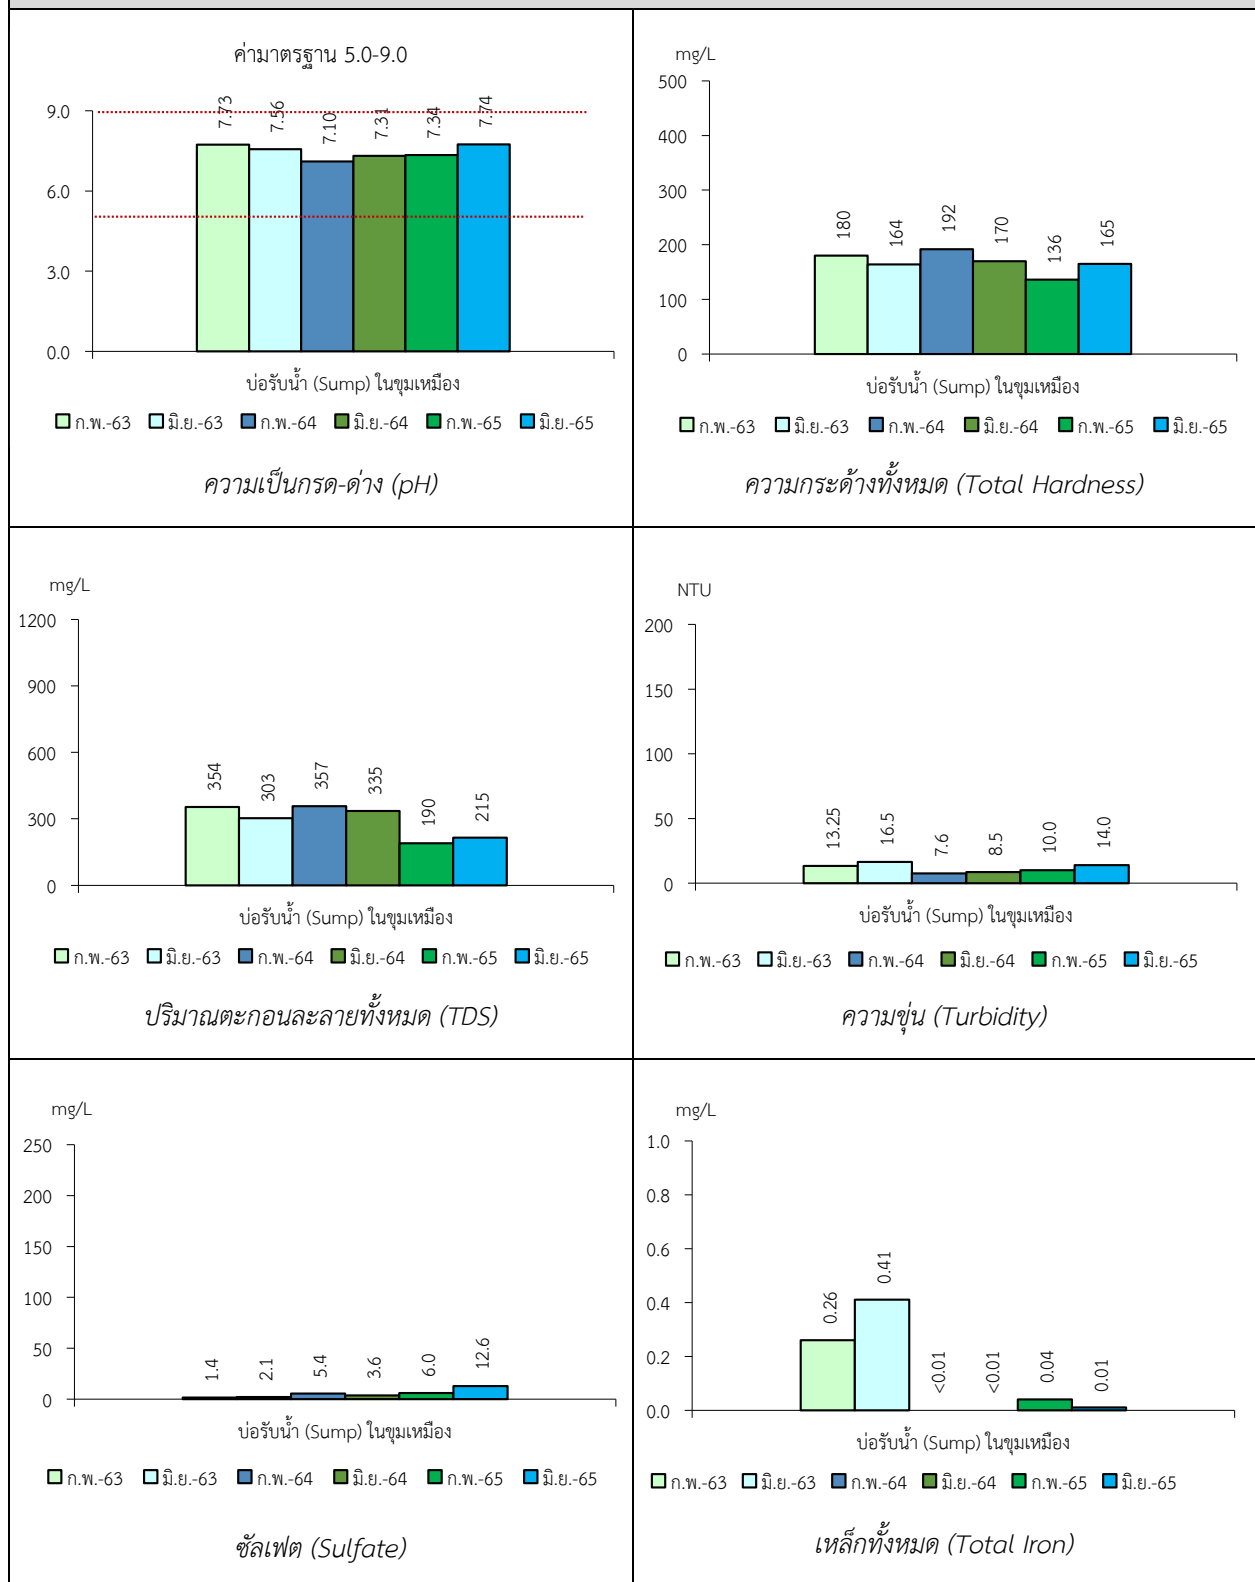 ค่ามาตรฐาน 5.0-9.0
9.0
6.0
3.0
0.0
7.73 7.56 7.10 7.31 7.34 7.74
บ่อรับน้ำ (Sump) ในขุมเหมือง
ก.พ.-63 มิ.ย.-63 ก.พ.-64 มิ.ย.-64 ก.พ.-65 มิ.ย.-65
ความเป็นกรด-ด่าง (pH)
mg/L
500
400
300
200
100
0
180 164 192 170 136 165
บ่อรับน้ำ (Sump) ในขุมเหมือง
ก.พ.-63 มิ.ย.-63 ก.พ.-64 มิ.ย.-64 ก.พ.-65 มิ.ย.-65
ความกระด้างทั้งหมด (Total Hardness)
mg/L
1200
900
600
300
0
354 303 357 335 190 215
บ่อรับน้ำ (Sump) ในขุมเหมือง
ก.พ.-63 มิ.ย.-63 ก.พ.-64 มิ.ย.-64 ก.พ.-65 มิ.ย.-65
ปริมาณตะกอนละลายทั้งหมด (TDS)
NTU
200
150
100
50
0
13.25 16.5 7.6 8.5 10.0 14.0
บ่อรับน้ำ (Sump) ในขุมเหมือง
ก.พ.-63 มิ.ย.-63 ก.พ.-64 มิ.ย.-64 ก.พ.-65 มิ.ย.-65
ความขุ่น (Turbidity)
mg/L
250
200
150
100
50
0
1.4 2.1 5.4 3.6 6.0 12.6
บ่อรับน้ำ (Sump) ในขุมเหมือง
ก.พ.-63 มิ.ย.-63 ก.พ.-64 มิ.ย.-64 ก.พ.-65 มิ.ย.-65
ซัลเฟต (Sulfate)
mg/L
1.0
0.8
0.6
0.4
0.2
0.0
0.26 0.41 <0.01 <0.01 0.04 0.01
บ่อรับน้ำ (Sump) ในขุมเหมือง
ก.พ.-63 มิ.ย.-63 ก.พ.-64 มิ.ย.-64 ก.พ.-65 มิ.ย.-65
เหล็กทั้งหมด (Total Iron)